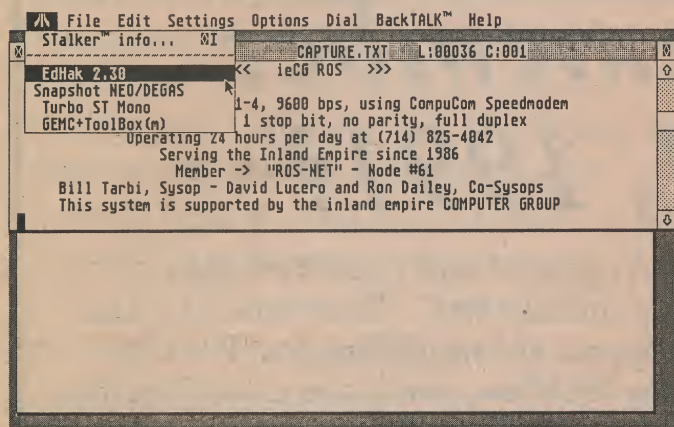 File Edit Settings Options Dial BackTALK™ Help
STalker™ info... ⊠I
CAPTURE.TXT L:00036 C:001
EdHak 2.30
Snapshot NEO/DEGAS
Turbo ST Mono
GEMC+ToolBox(m)
<< ieCG ROS >>>
1-4, 9600 bps, using CompuCom Speedmodem
1 stop bit, no parity, full duplex
Operating 24 hours per day at (714) 825-4042
Serving the Inland Empire since 1986
Member -> "ROS-NET" - Node #61
Bill Tarbi, Sysop - David Lucero and Ron Dailey, Co-Sysops
This system is supported by the inland empire COMPUTER GROUP